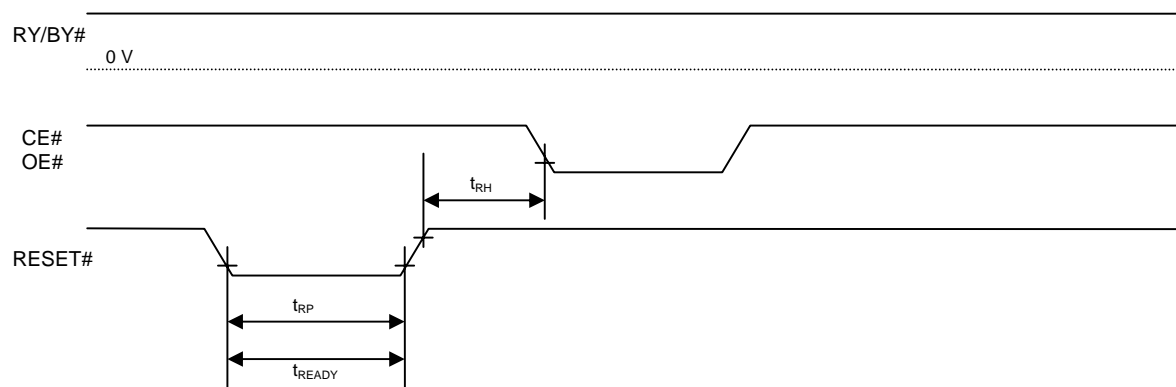 RY/BY#
0 V
CE#
OE#
tRH
RESET#
tRP
tREADY